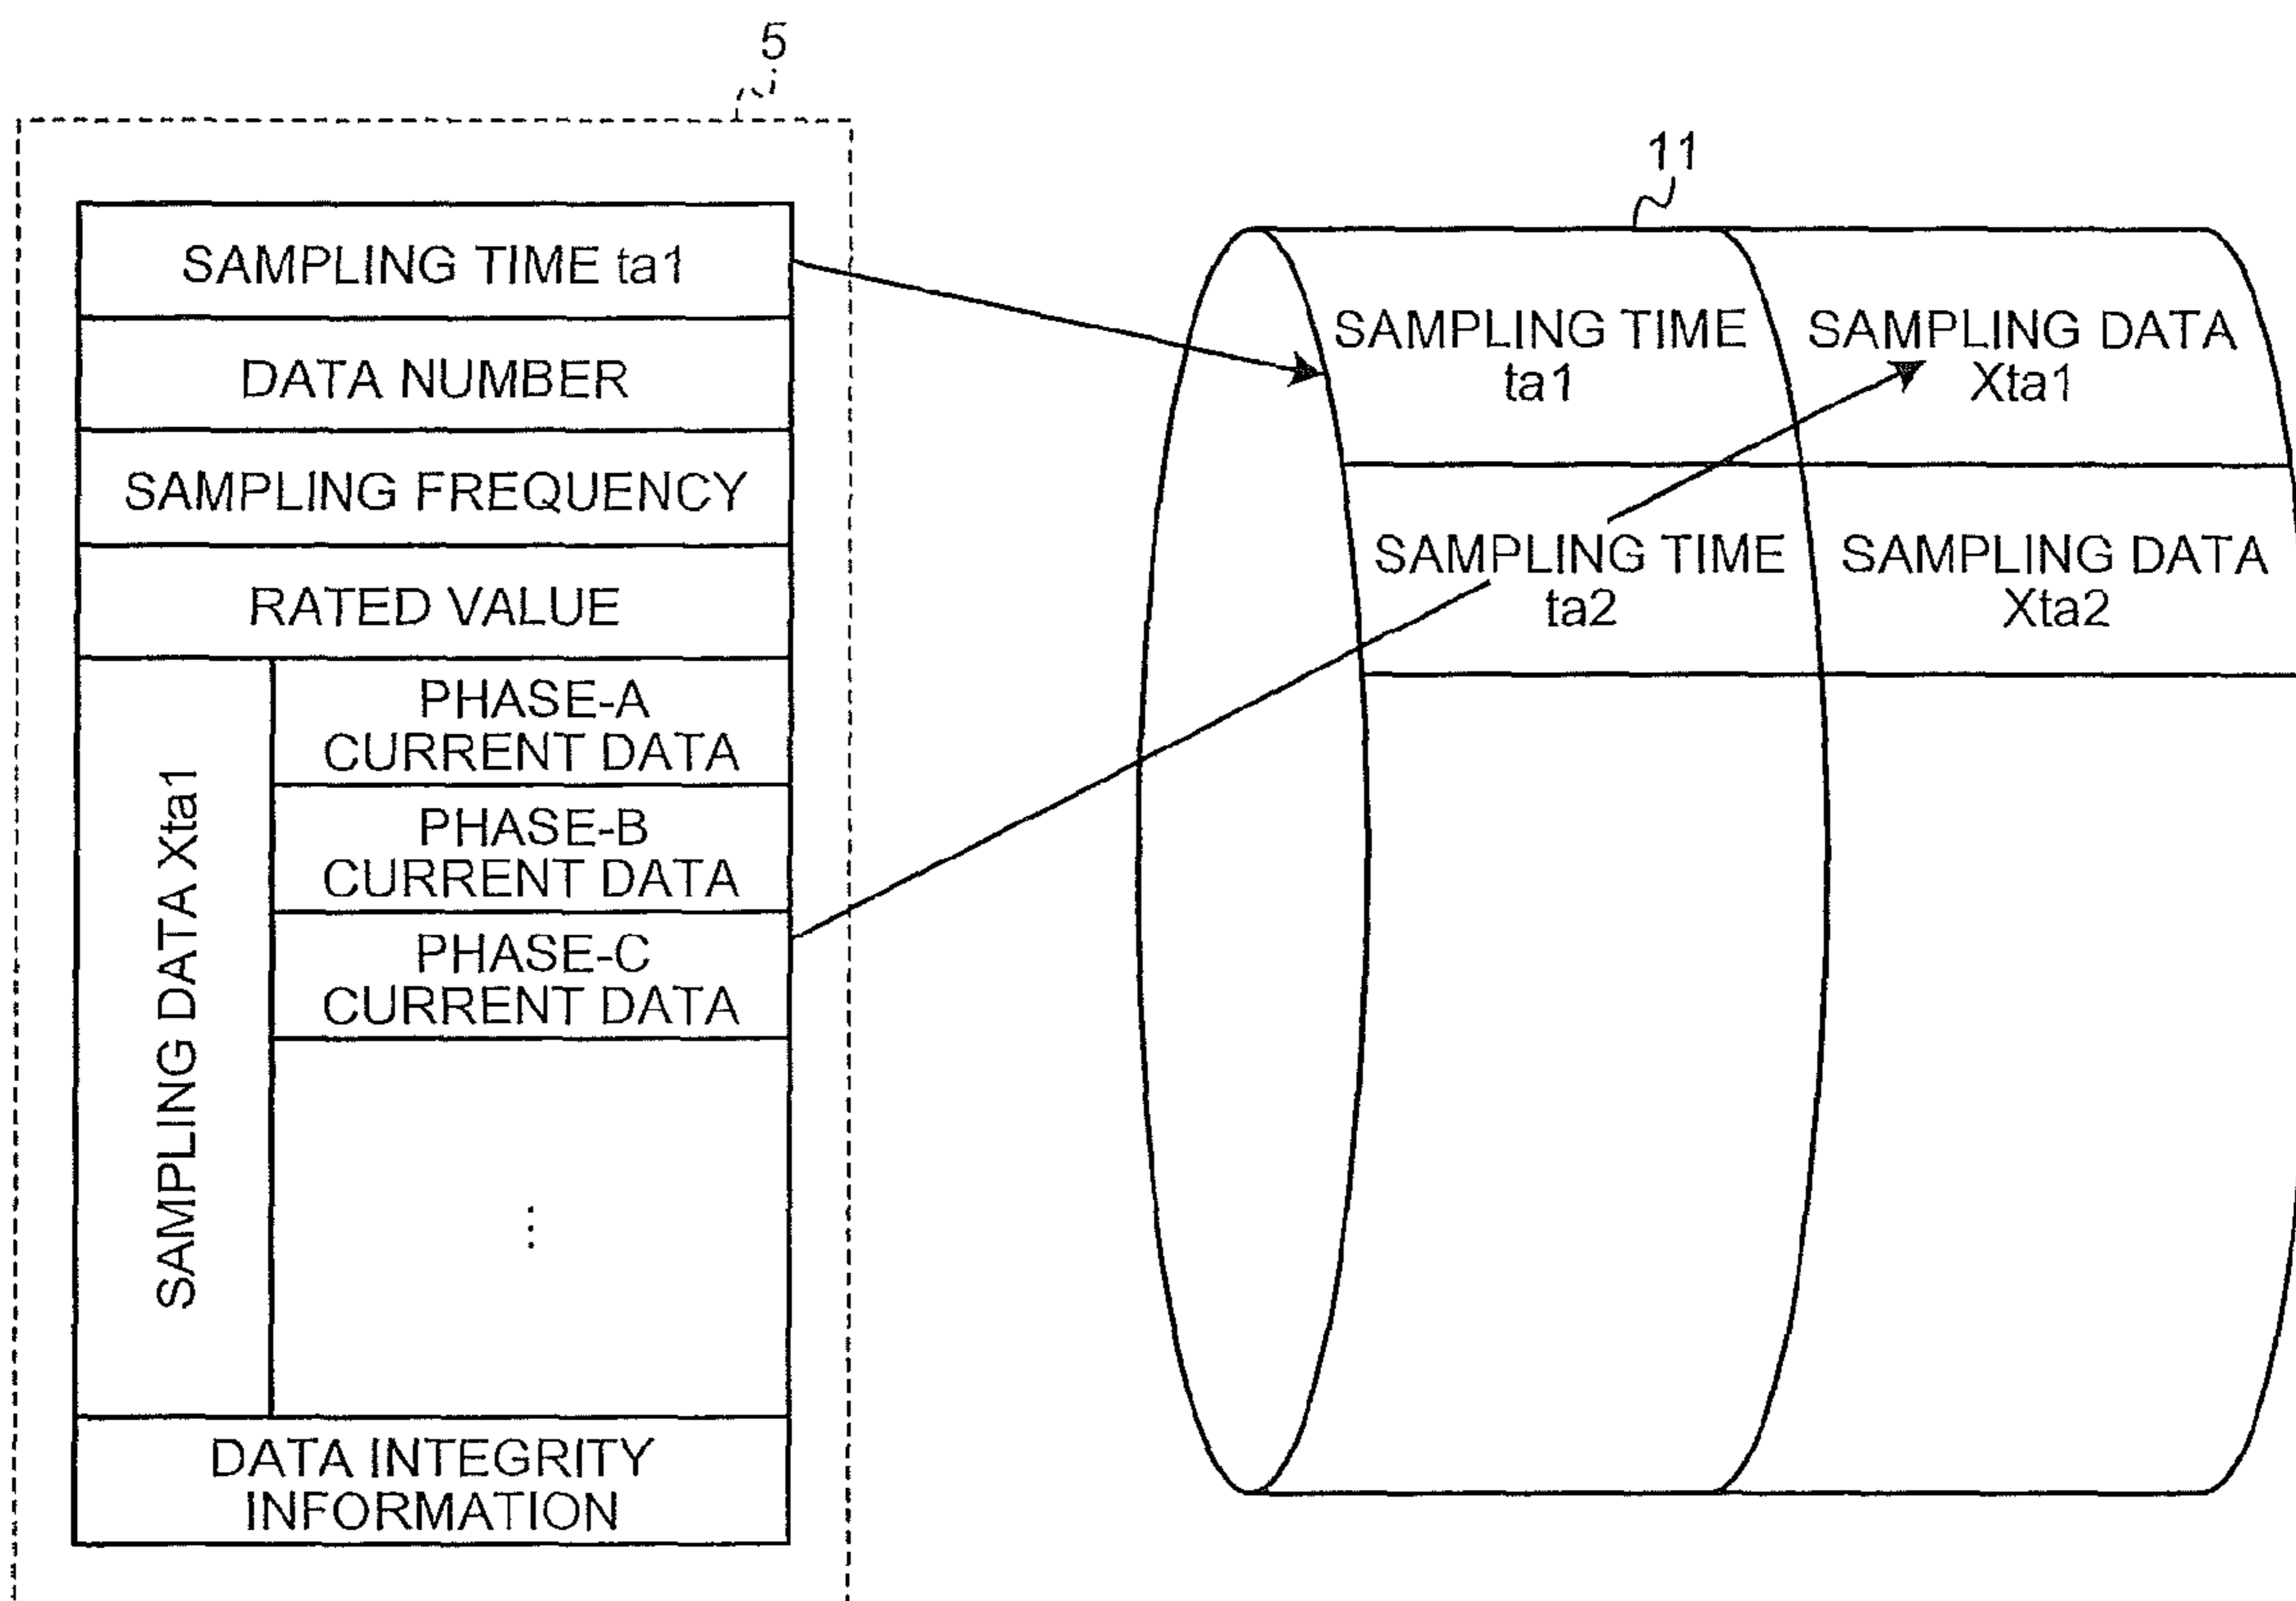 5
SAMPLING TIME ta1
DATA NUMBER
SAMPLING FREQUENCY
RATED VALUE
SAMPLING DATA Xta1
PHASE-A
CURRENT DATA
PHASE-B
CURRENT DATA
PHASE-C
CURRENT DATA
⋮
DATA INTEGRITY
INFORMATION
11
SAMPLING TIME
ta1
SAMPLING DATA
Xta1
SAMPLING TIME
ta2
SAMPLING DATA
Xta2